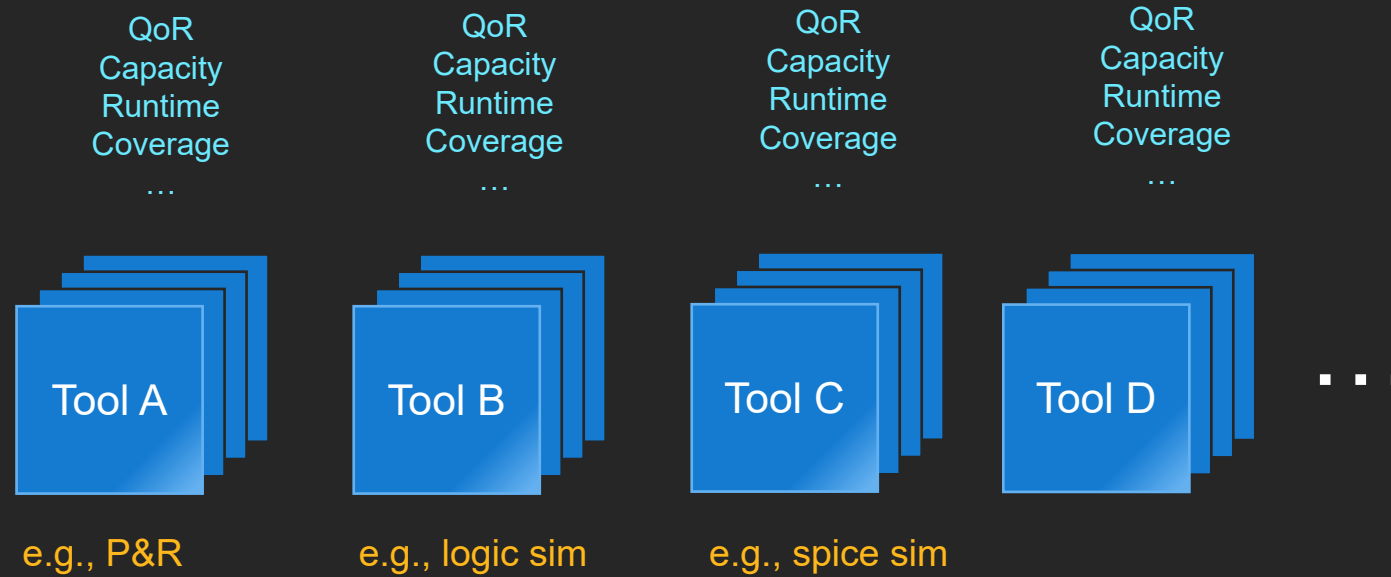 QoR
Capacity
Runtime
Coverage
...
QoR
Capacity
Runtime
Coverage
...
QoR
Capacity
Runtime
Coverage
...
QoR
Capacity
Runtime
Coverage
...
Tool A
Tool B
Tool C
Tool D
..
e.g., P&R
e.g., logic sim
e.g., spice sim